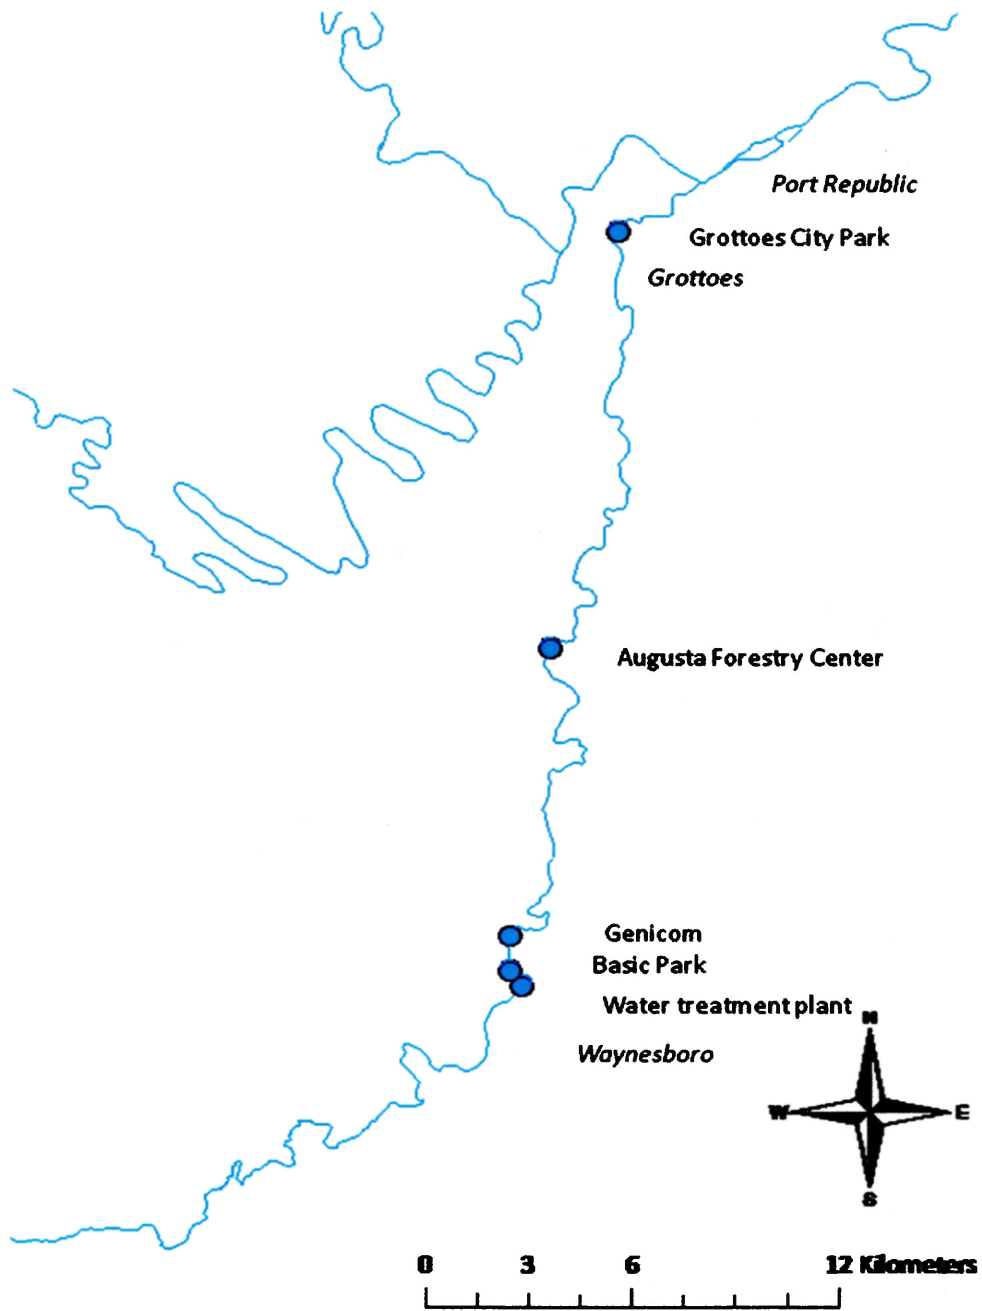 Port Republic
Grottoes City Park
Grottoes
Augusta Forestry Center
Genicom
Basic Park
Water treatment plant
N
Waynesboro
W E
S
0 3 6 12 Kilometers